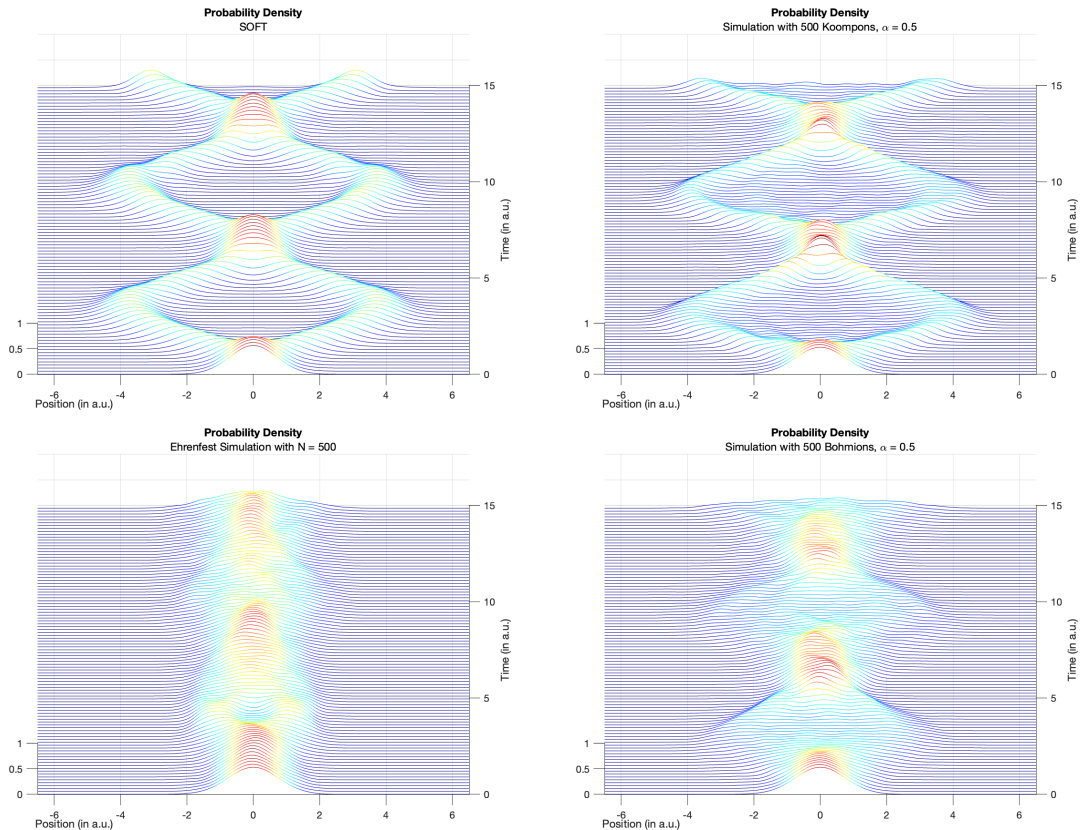 Probability Density
SOFT
15
10
Time (in a.u.)
5
1
0.5
0
0
-6 -4 -2 0 2 4 6
Position (in a.u.)
Probability Density
Simulation with 500 Koompons, α = 0.5
15
10
Time (in a.u.)
5
1
0.5
0
0
-6 -4 -2 0 2 4 6
Position (in a.u.)
Probability Density
Ehrenfest Simulation with N = 500
15
10
Time (in a.u.)
5
1
0.5
0
0
-6 -4 -2 0 2 4 6
Position (in a.u.)
Probability Density
Simulation with 500 Bohmions, α = 0.5
15
10
Time (in a.u.)
5
1
0.5
0
0
-6 -4 -2 0 2 4 6
Position (in a.u.)